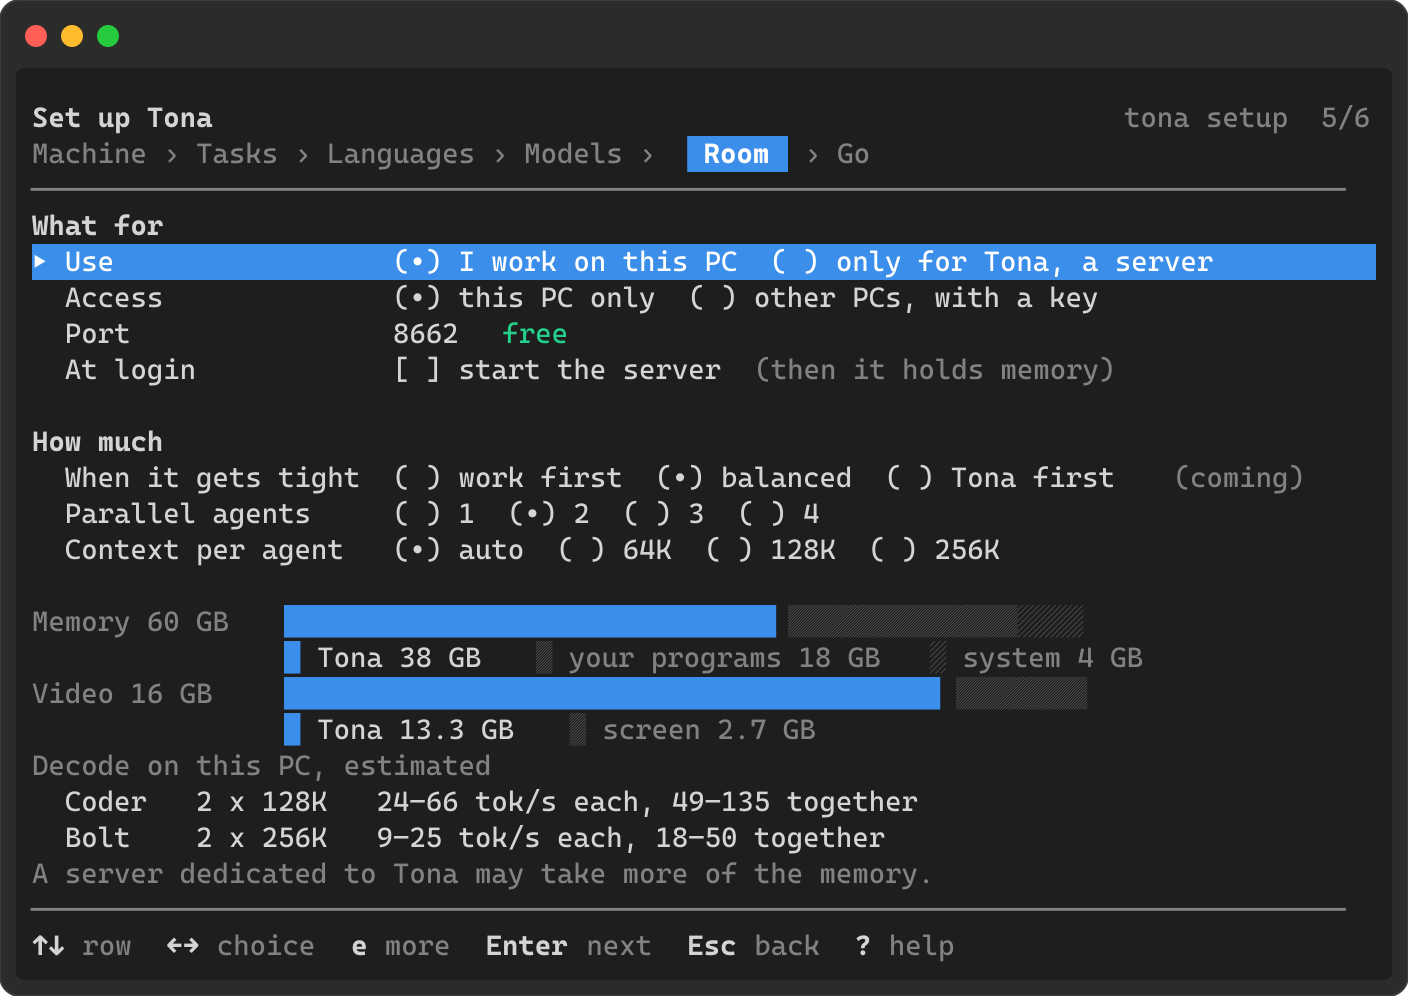 Set up Tona tona setup 5/6
Machine › Tasks › Languages › Models › Room › Go
What for
▸ Use (•) I work on this PC ( ) only for Tona, a server
Access (•) this PC only ( ) other PCs, with a key
Port 8662 free
At login [ ] start the server (then it holds memory)
How much
When it gets tight ( ) work first (•) balanced ( ) Tona first (coming)
Parallel agents ( ) 1 (•) 2 ( ) 3 ( ) 4
Context per agent (•) auto ( ) 64K ( ) 128K ( ) 256K
Memory 60 GB
Tona 38 GB your programs 18 GB system 4 GB
Video 16 GB
Tona 13.3 GB screen 2.7 GB
Decode on this PC, estimated
Coder 2 x 128K 24–66 tok/s each, 49–135 together
Bolt 2 x 256K 9–25 tok/s each, 18–50 together
A server dedicated to Tona may take more of the memory.
↑↓ row ←→ choice e more Enter next Esc back ? help